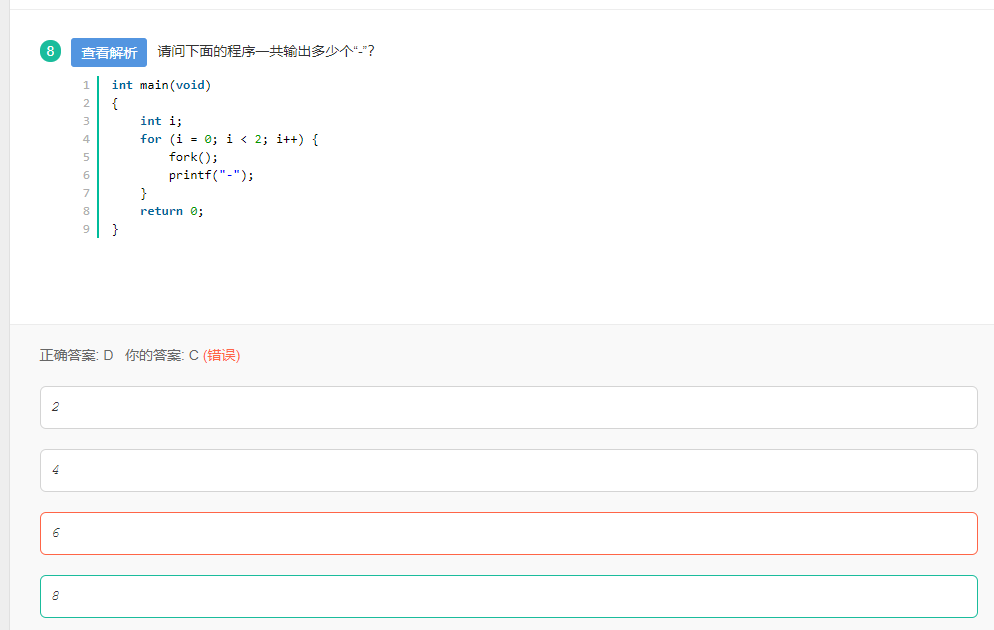 8 查看解析 请问下面的程序一共输出多少个“-”?
1 int main(void)
2 {
3 int i;
4 for (i = 0; i < 2; i++) {
5 fork();
6 printf("-");
7 }
8 return 0;
9 }
正确答案: D 你的答案: C (错误)
2
4
6
8